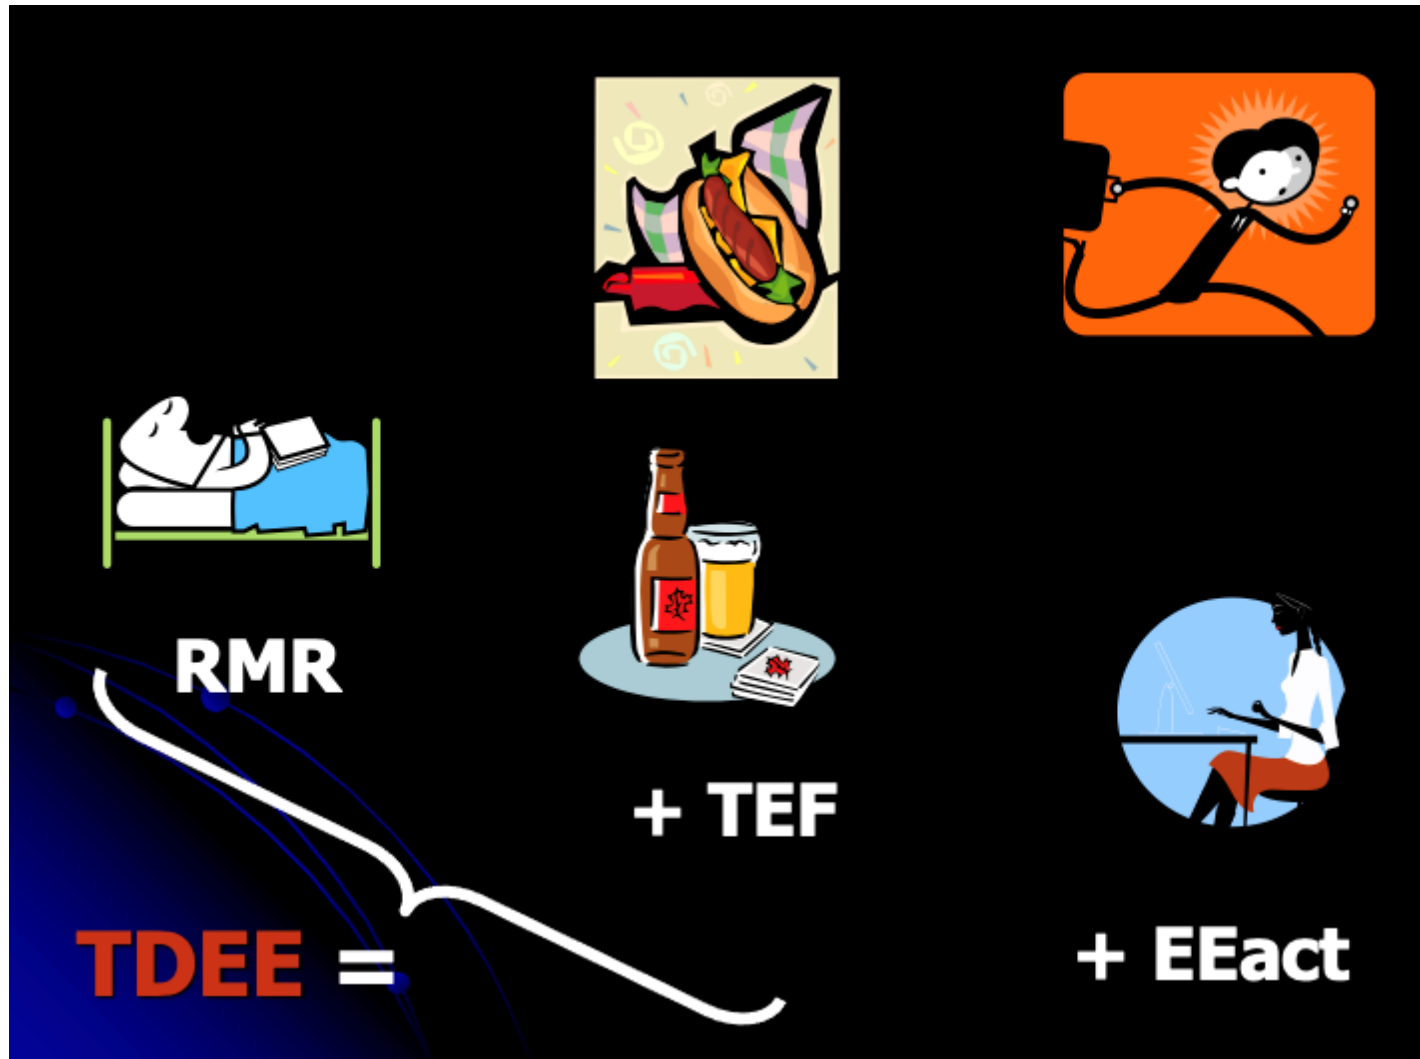 RMR
+ TEF
TDEE =
+ EEact